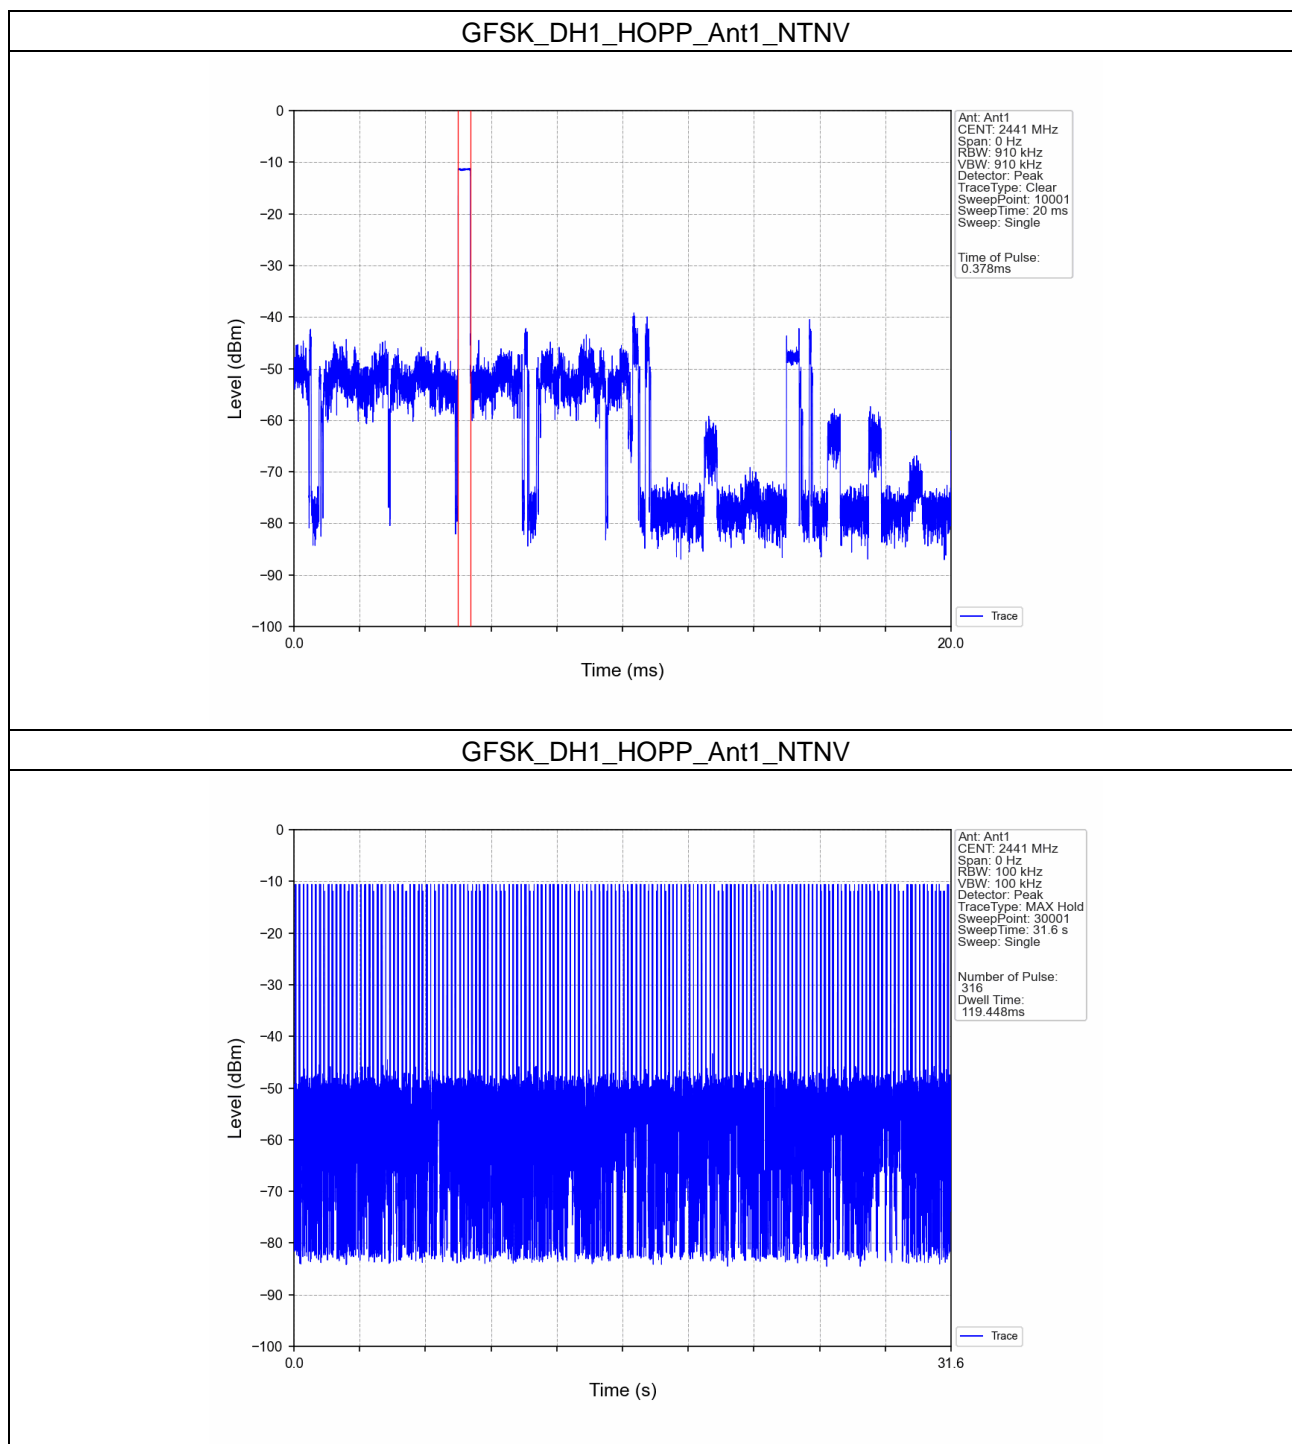 GFSK_DH1_HOPP_Ant1_NTNV
0
−10
−20
−30
−40
−50
−60
−70
−80
−90
−100
Level (dBm)
0.0
20.0
Time (ms)
Ant: Ant1
CENT: 2441 MHz
Span: 0 Hz
RBW: 910 kHz
VBW: 910 kHz
Detector: Peak
TraceType: Clear
SweepPoint: 10001
SweepTime: 20 ms
Sweep: Single
Time of Pulse:
0.378ms
Trace
GFSK_DH1_HOPP_Ant1_NTNV
0
−10
−20
−30
−40
−50
−60
−70
−80
−90
−100
Level (dBm)
0.0
31.6
Time (s)
Ant: Ant1
CENT: 2441 MHz
Span: 0 Hz
RBW: 100 kHz
VBW: 100 kHz
Detector: Peak
TraceType: MAX Hold
SweepPoint: 30001
SweepTime: 31.6 s
Sweep: Single
Number of Pulse:
316
Dwell Time:
119.448ms
Trace